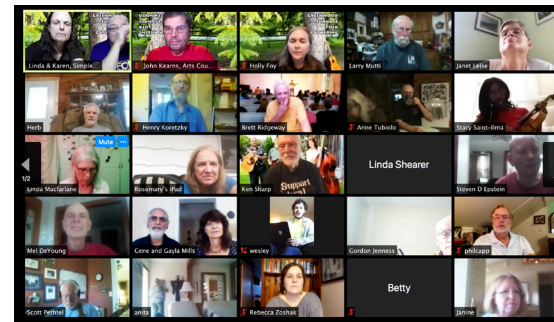 Linda & Karen, Simple...
John Kearns, Arts Cou...
Holly Foy
Larry Mutti
Janet Leise
Herb
Henry Koretzky
Brett Ridgeway
Anne Tubiolo
Stacy Saint-Ilma
Mute
...
1/2
Linda Macfarlane
Rosemary's iPad
Ken Sharp
Support
Linda Shearer
Steven D Epstein
Mel DeYoung
Gene and Gayla Mills
wesley
Gordon Jenness
philcapp
Scott Pethtel
anita
Rebecca Zoshak
Betty
Janine